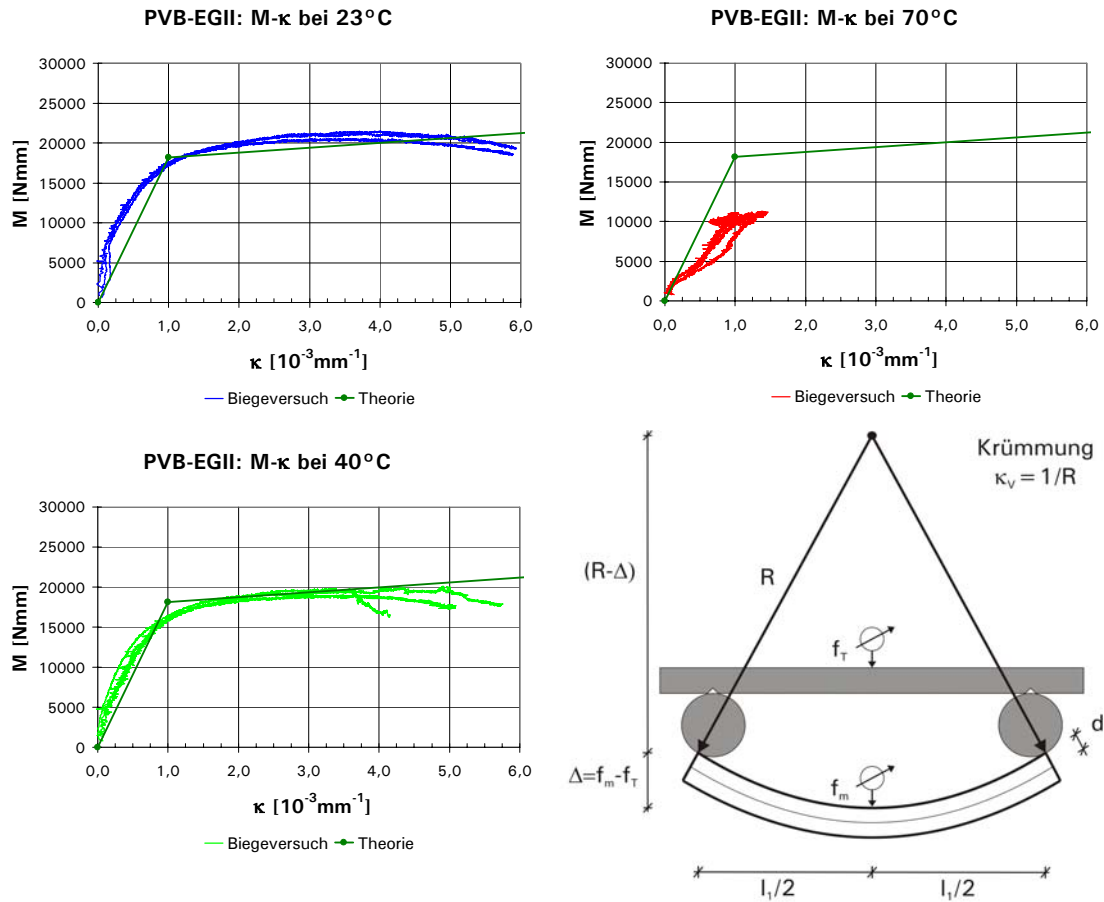 PVB-EGII: M-κ bei 23°C
M [Nmm]
30000
25000
20000
15000
10000
5000
0
0,0 1,0 2,0 3,0 4,0 5,0 6,0
κ [10⁻³mm⁻¹]
Biegeversuch Theorie
PVB-EGII: M-κ bei 70°C
M [Nmm]
30000
25000
20000
15000
10000
5000
0
0,0 1,0 2,0 3,0 4,0 5,0 6,0
κ [10⁻³mm⁻¹]
Biegeversuch Theorie
PVB-EGII: M-κ bei 40°C
M [Nmm]
30000
25000
20000
15000
10000
5000
0
0,0 1,0 2,0 3,0 4,0 5,0 6,0
κ [10⁻³mm⁻¹]
Biegeversuch Theorie
Krümmung
κᵥ = 1/R
(R-Δ)
R
f_T
d
Δ=f_m-f_T
f_m
l₁/2 l₁/2